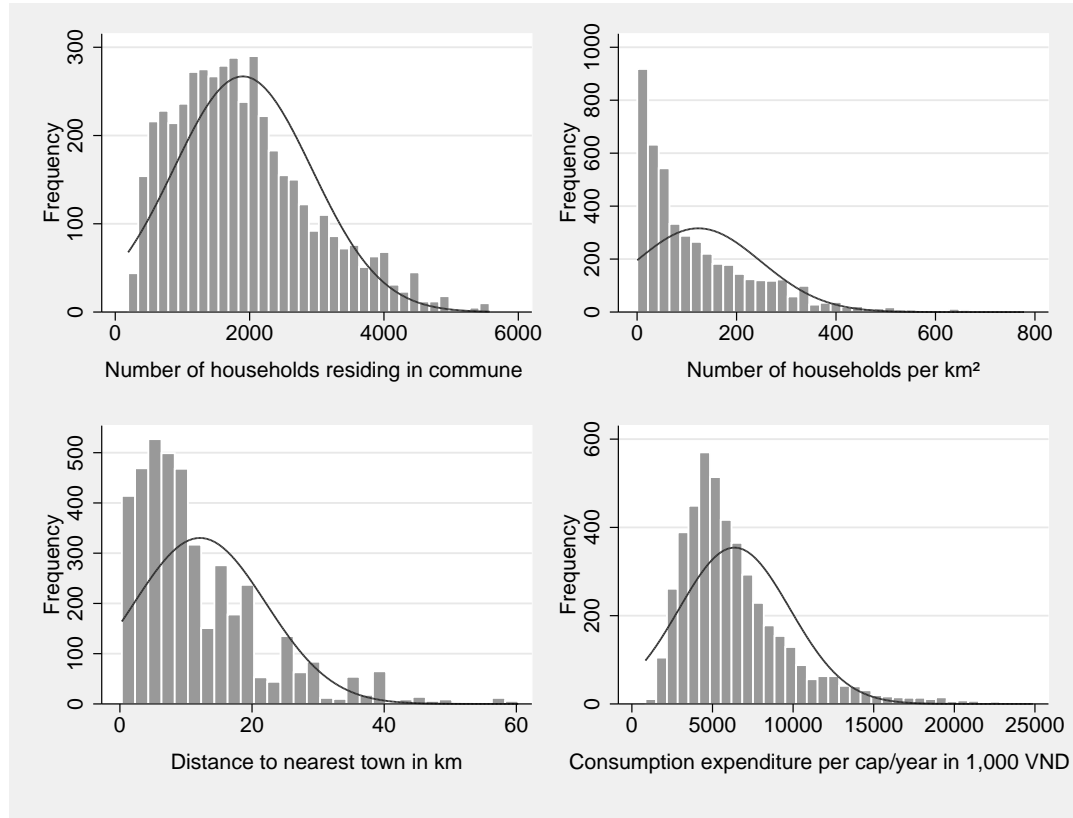 300
200
100
0
Frequency
0 2000 4000 6000
Number of households residing in commune
1000
800
600
400
200
0
Frequency
0 200 400 600 800
Number of households per km²
500
400
300
200
100
0
Frequency
0 20 40 60
Distance to nearest town in km
600
400
200
0
Frequency
0 5000 10000 15000 20000 25000
Consumption expenditure per cap/year in 1,000 VND